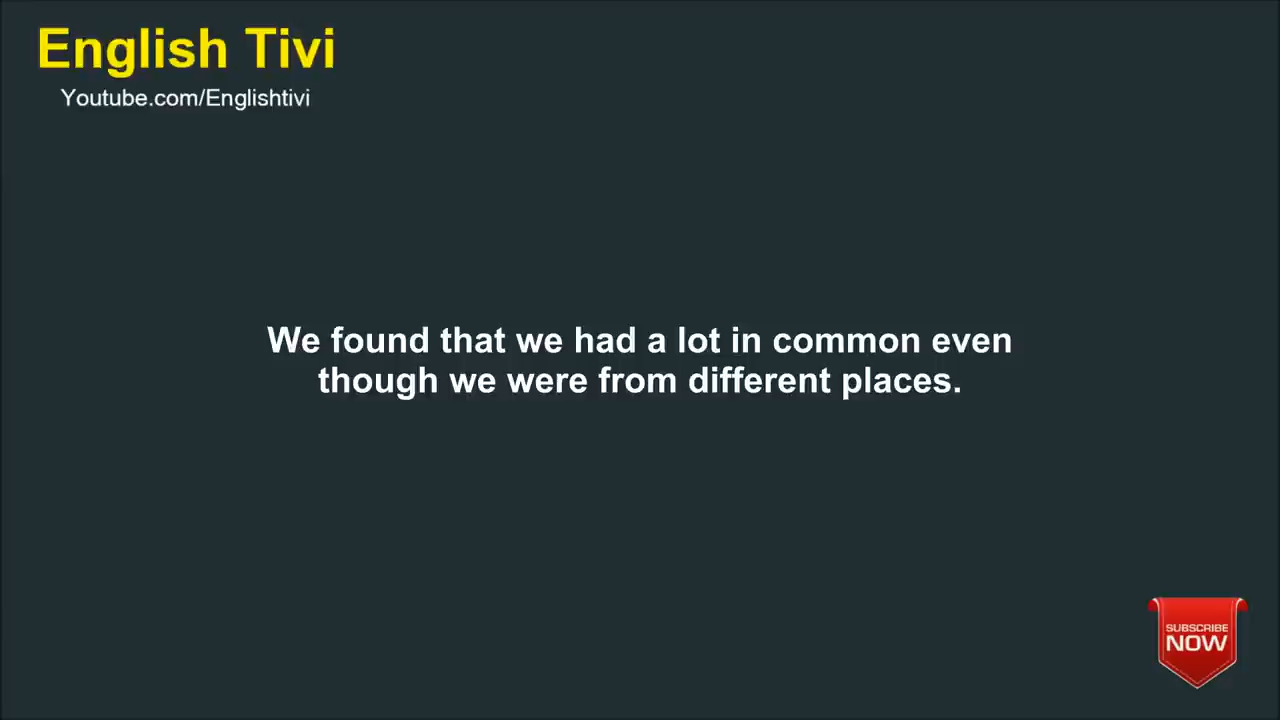 English Tivi
Youtube.com/Englishtivi
We found that we had a lot in common even
though we were from different places.
SUBSCRIBE
NOW